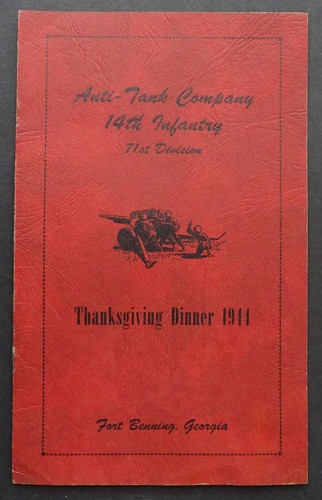 Anti-Tank Company
14th Infantry
71st Division
Thanksgiving Dinner 1944
Fort Benning, Georgia